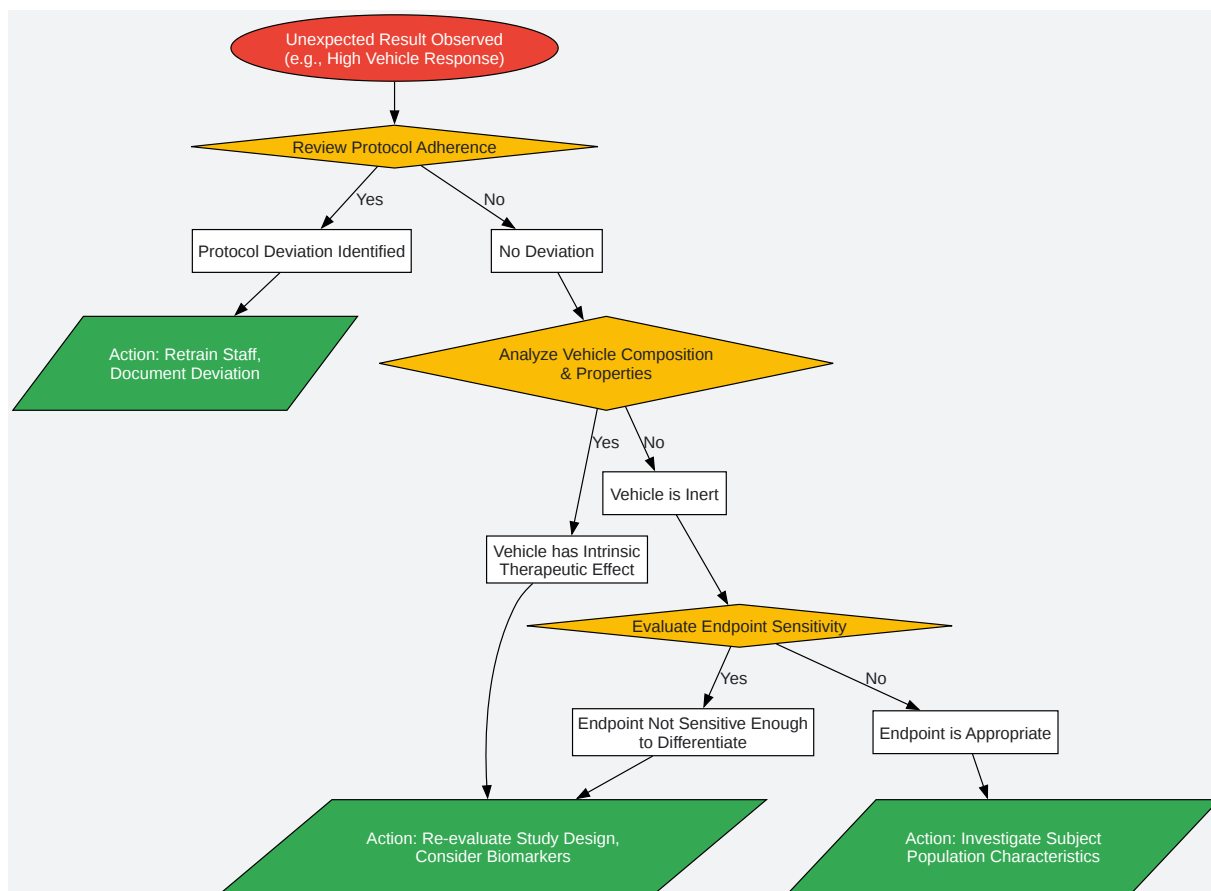 Unexpected Result Observed
(e.g., High Vehicle Response)
Review Protocol Adherence
Yes
No
Protocol Deviation Identified
No Deviation
Action: Retrain Staff,
Document Deviation
Analyze Vehicle Composition
& Properties
Yes
No
Vehicle is Inert
Vehicle has Intrinsic
Therapeutic Effect
Evaluate Endpoint Sensitivity
Yes
No
Endpoint Not Sensitive Enough
to Differentiate
Endpoint is Appropriate
Action: Re-evaluate Study Design,
Consider Biomarkers
Action: Investigate Subject
Population Characteristics